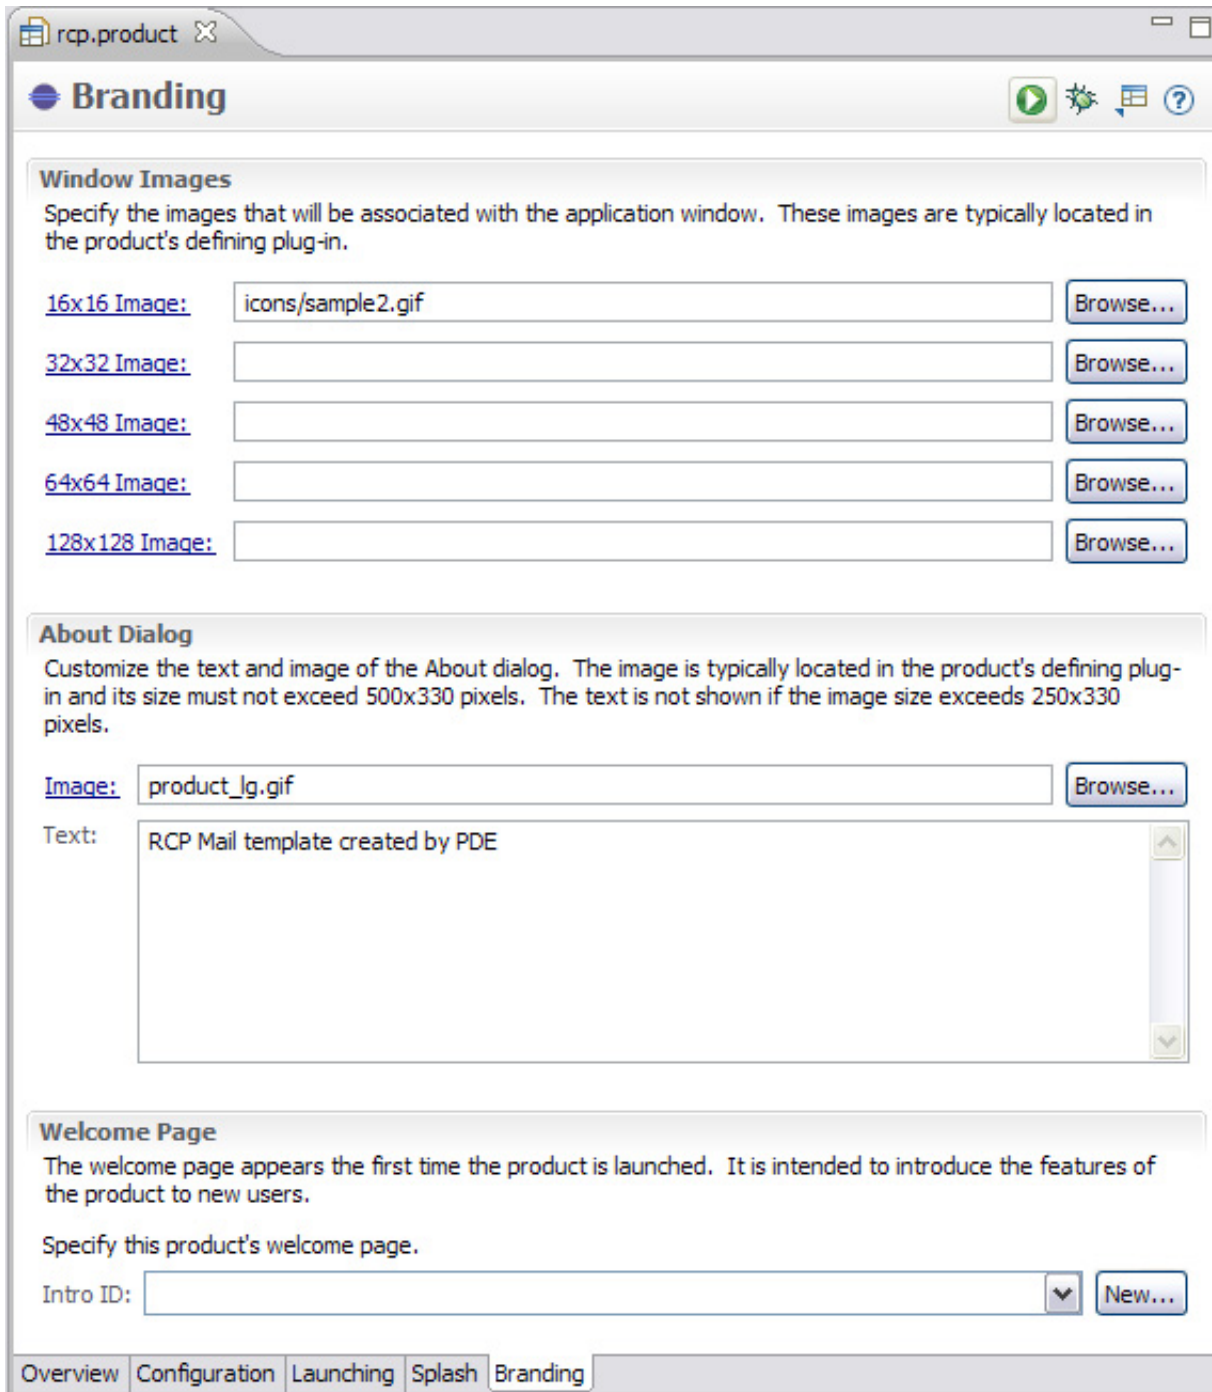 rcp.product
Branding
Window Images
Specify the images that will be associated with the application window. These images are typically located in
the product's defining plug-in.
16x16 Image: icons/sample2.gif Browse...
32x32 Image: Browse...
48x48 Image: Browse...
64x64 Image: Browse...
128x128 Image: Browse...
About Dialog
Customize the text and image of the About dialog. The image is typically located in the product's defining plug-
in and its size must not exceed 500x330 pixels. The text is not shown if the image size exceeds 250x330
pixels.
Image: product_lg.gif Browse...
Text: RCP Mail template created by PDE
Welcome Page
The welcome page appears the first time the product is launched. It is intended to introduce the features of
the product to new users.
Specify this product's welcome page.
Intro ID: New...
Overview Configuration Launching Splash Branding